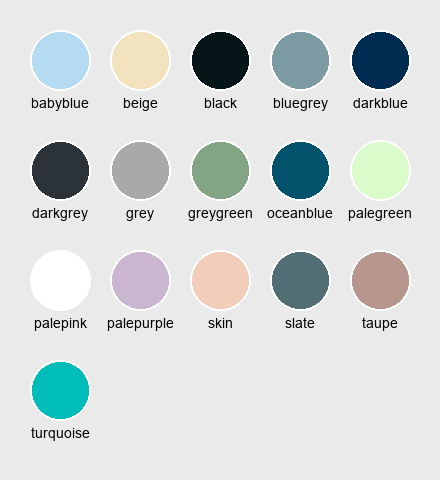 babyblue beige black bluegrey darkblue
darkgrey grey greygreen oceanblue palegreen
palepink palepurple skin slate taupe
turquoise